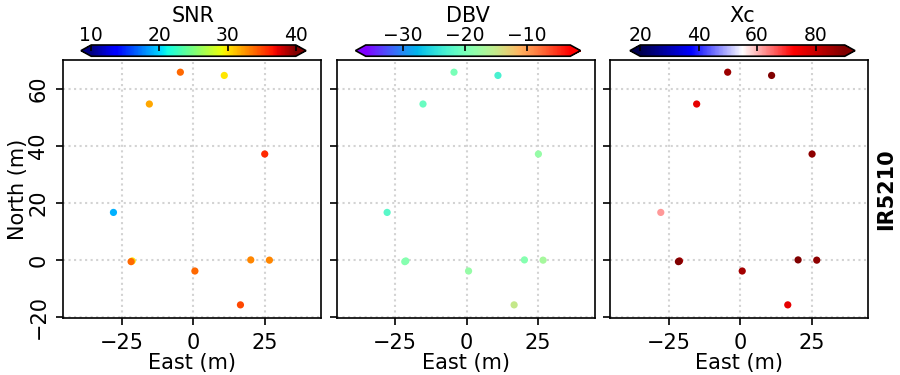 SNR DBV Xc
10 20 30 40 −30 −20 −10 20 40 60 80
60
40
20
0
−20
North (m)
IR5210
−25 0 25 −25 0 25 −25 0 25
East (m) East (m) East (m)